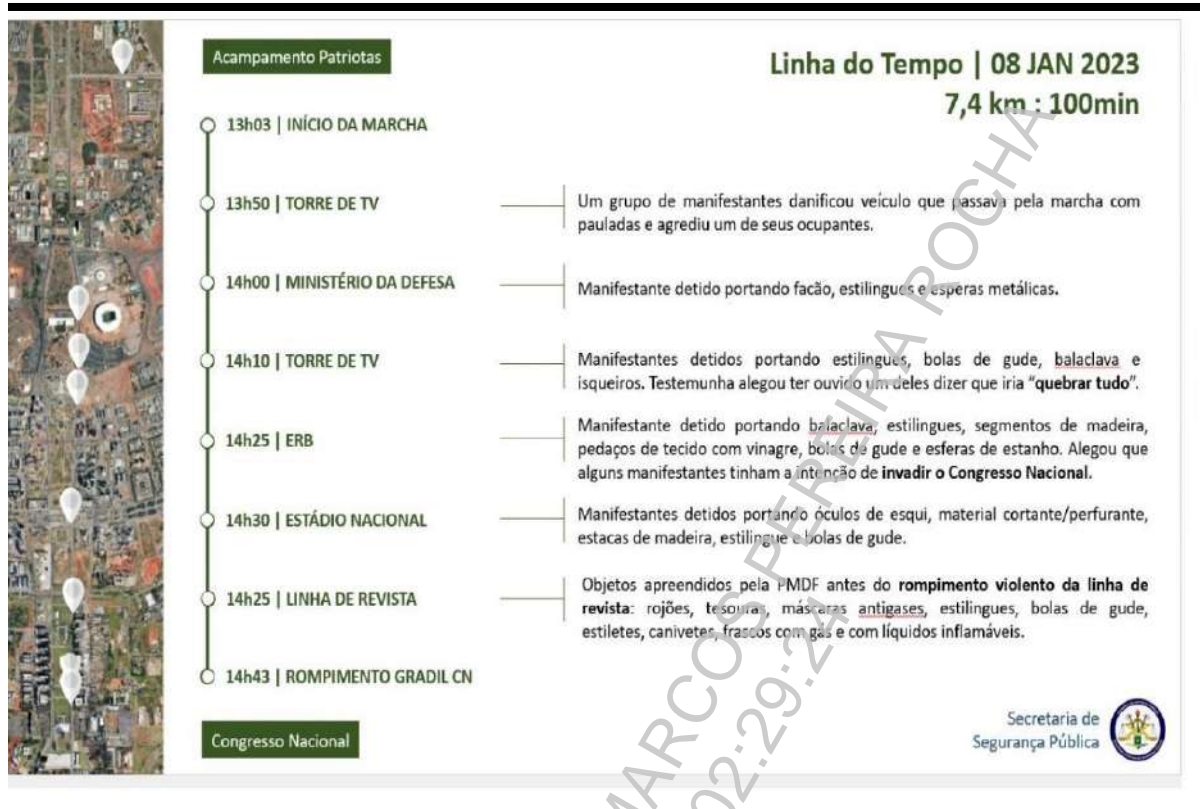 Acampamento Patriotas
Linha do Tempo | 08 JAN 2023
7,4 km : 100min
13h03 | INÍCIO DA MARCHA
13h50 | TORRE DE TV
Um grupo de manifestantes danificou veículo que passava pela marcha com
pauladas e agrediu um de seus ocupantes.
14h00 | MINISTÉRIO DA DEFESA
Manifestante detido portando facão, estilingues e esperas metálicas.
14h10 | TORRE DE TV
Manifestantes detidos portando estilingues, bolas de gude, balaclava e
isqueiros. Testemunha alegou ter ouvido um deles dizer que iria “quebrar tudo”.
14h25 | ERB
Manifestante detido portando balaclava, estilingues, segmentos de madeira,
pedaços de tecido com vinagre, bolas de gude e esferas de estanho. Alegou que
alguns manifestantes tinham a intenção de invadir o Congresso Nacional.
14h30 | ESTÁDIO NACIONAL
Manifestantes detidos portando óculos de esqui, material cortante/perfurante,
estacas de madeira, estilingue e bolas de gude.
14h25 | LINHA DE REVISTA
Objetos apreendidos pela PMDF antes do rompimento violento da linha de
revista: rojões, tesouras, máscaras antigases, estilingues, bolas de gude,
estiletes, canivetes, frascos com gás e com líquidos inflamáveis.
14h43 | ROMPIMENTO GRADIL CN
Congresso Nacional
Secretaria de
Segurança Pública
MARCOS PEREIRA ROCHA
02:29:24